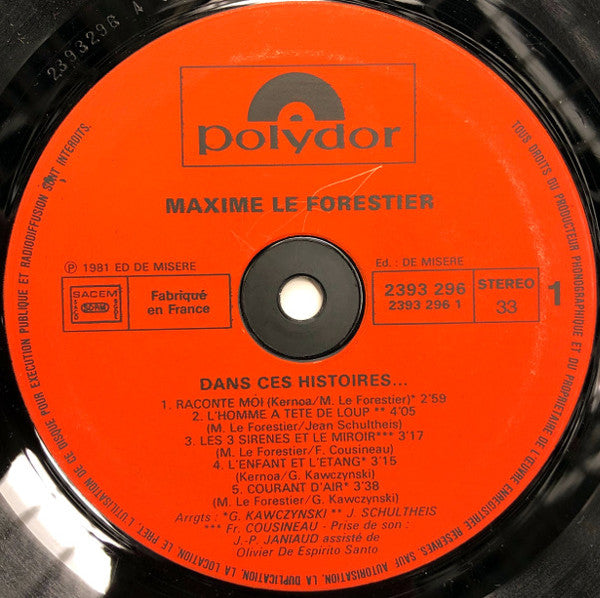 2393296 A
polydor
MAXIME LE FORESTIER
℗ 1981 ED DE MISERE
Ed. : DE MISERE
SACEM
SACD
SDRM
SGDL
Fabriqué
en France
2393 296
2393 296 1
STEREO
33
1
DANS CES HISTOIRES...
1. RACONTE MOI (Kernoa/M. Le Forestier)* 2'59
2. L'HOMME A TETE DE LOUP ** 4'05
(M. Le Forestier/Jean Schultheis)
3. LES 3 SIRENES ET LE MIROIR*** 3'17
(M. Le Forestier/F. Cousineau)
4. L'ENFANT ET L'ETANG* 3'15
(Kernoa/G. Kawczynski)
5. COURANT D'AIR* 3'38
(M. Le Forestier/G. Kawczynski)
Arrgts : *G. KAWCZYNSKI ** J. SCHULTHEIS
*** Fr. COUSINEAU - Prise de son :
J.-P. JANIAUD assisté de
Olivier De Espirito Santo
TOUS DROITS DU PRODUCTEUR PHONOGRAPHIQUE ET DU PROPRIETAIRE DE L'ŒUVRE ENREGISTREE RESERVES. SAUF AUTORISATION, LA DUPLICATION, LA LOCATION, LE PRET, L'UTILISATION DE CE DISQUE POUR EXECUTION PUBLIQUE ET RADIODIFFUSION SONT INTERDITS.